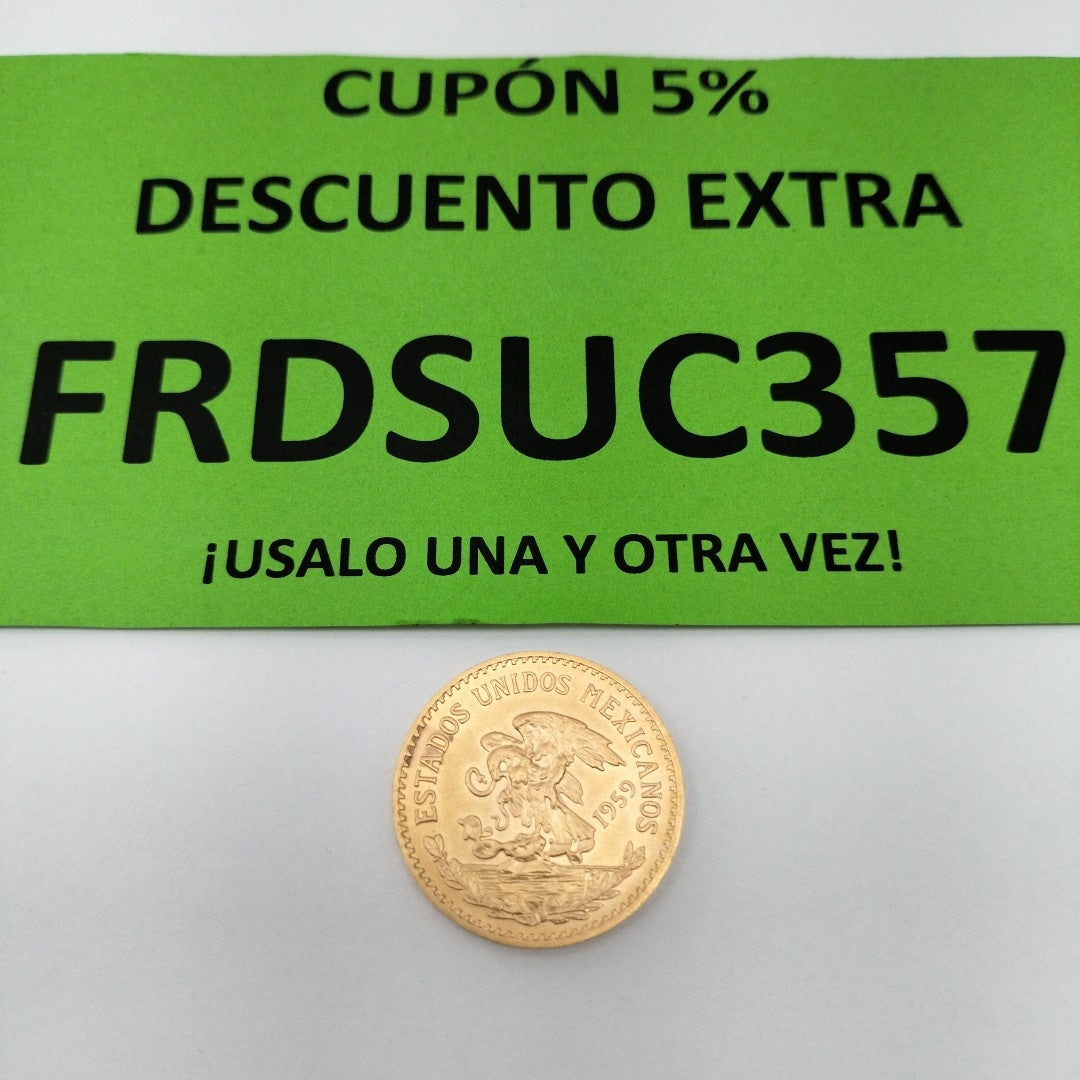 CUPÓN 5%
DESCUENTO EXTRA
FRDSUC357
¡USALO UNA Y OTRA VEZ!
ESTADOS UNIDOS MEXICANOS
1959